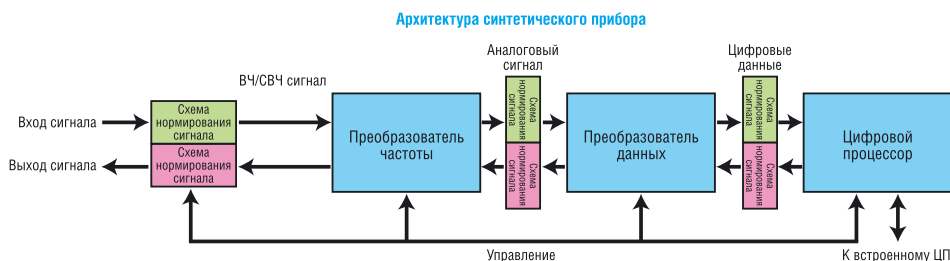 Архитектура синтетического прибора
Аналоговый
сигнал
Цифровые
данные
ВЧ/СВЧ сигнал
Вход сигнала
Выход сигнала
Схема
нормирования
сигнала
Схема
нормирования
сигнала
Преобразователь
частоты
Схема
нормирования
сигнала
Схема
нормирования
сигнала
Преобразователь
данных
Схема
нормирования
сигнала
Схема
нормирования
сигнала
Цифровой
процессор
Управление
К встроенному ЦП